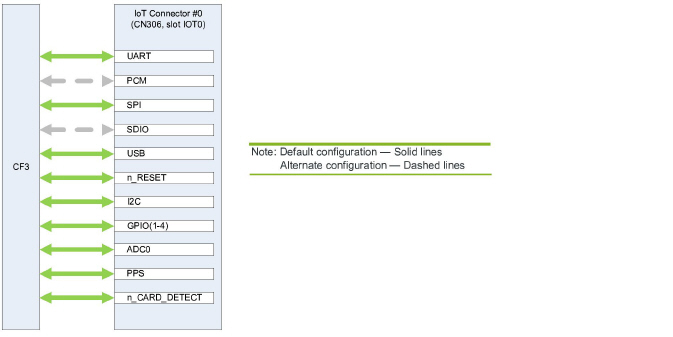 IoT Connector #0
(CN306, slot IOT0)
UART
PCM
SPI
SDIO
USB
CF3
n_RESET
I2C
GPIO(1-4)
ADC0
PPS
n_CARD_DETECT
Note: Default configuration — Solid lines
Alternate configuration — Dashed lines